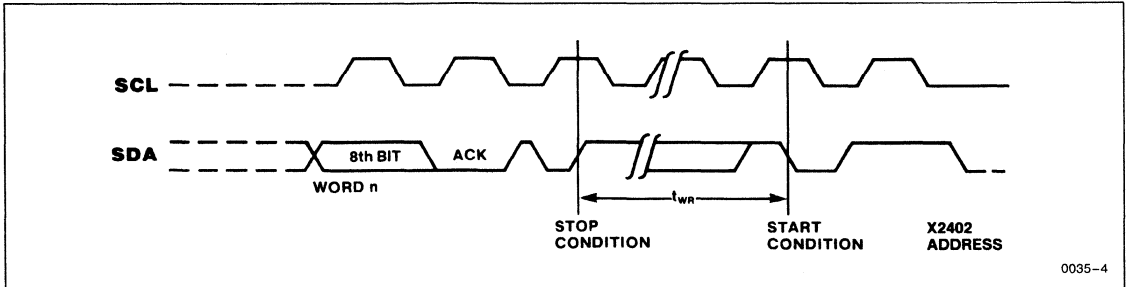 SCL
SDA
8th BIT
ACK
WORD n
tWR
STOP
CONDITION
START
CONDITION
X2402
ADDRESS
0035-4